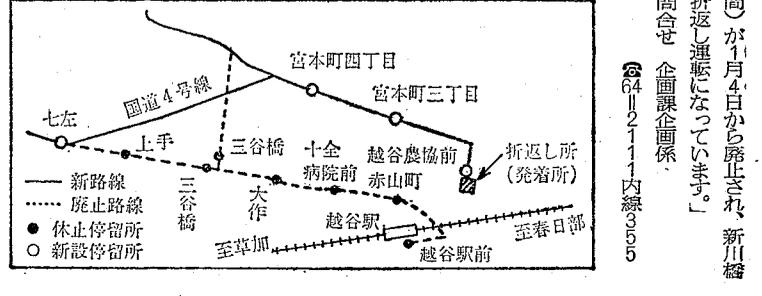 間)が1月4日から廃止され、新川橋
折返し運転になっています。」
問合せ 企画課企画係
☎64=2111内線355
宮本町四丁目
国道4号線
宮本町三丁目
七左
上手
三谷橋
十全
病院前
越谷農協前
折返し所
(発着所)
三谷橋
大作
赤山町
新路線
廃止路線
休止停留所
新設停留所
越谷駅
至草加
至春日部
越谷駅前